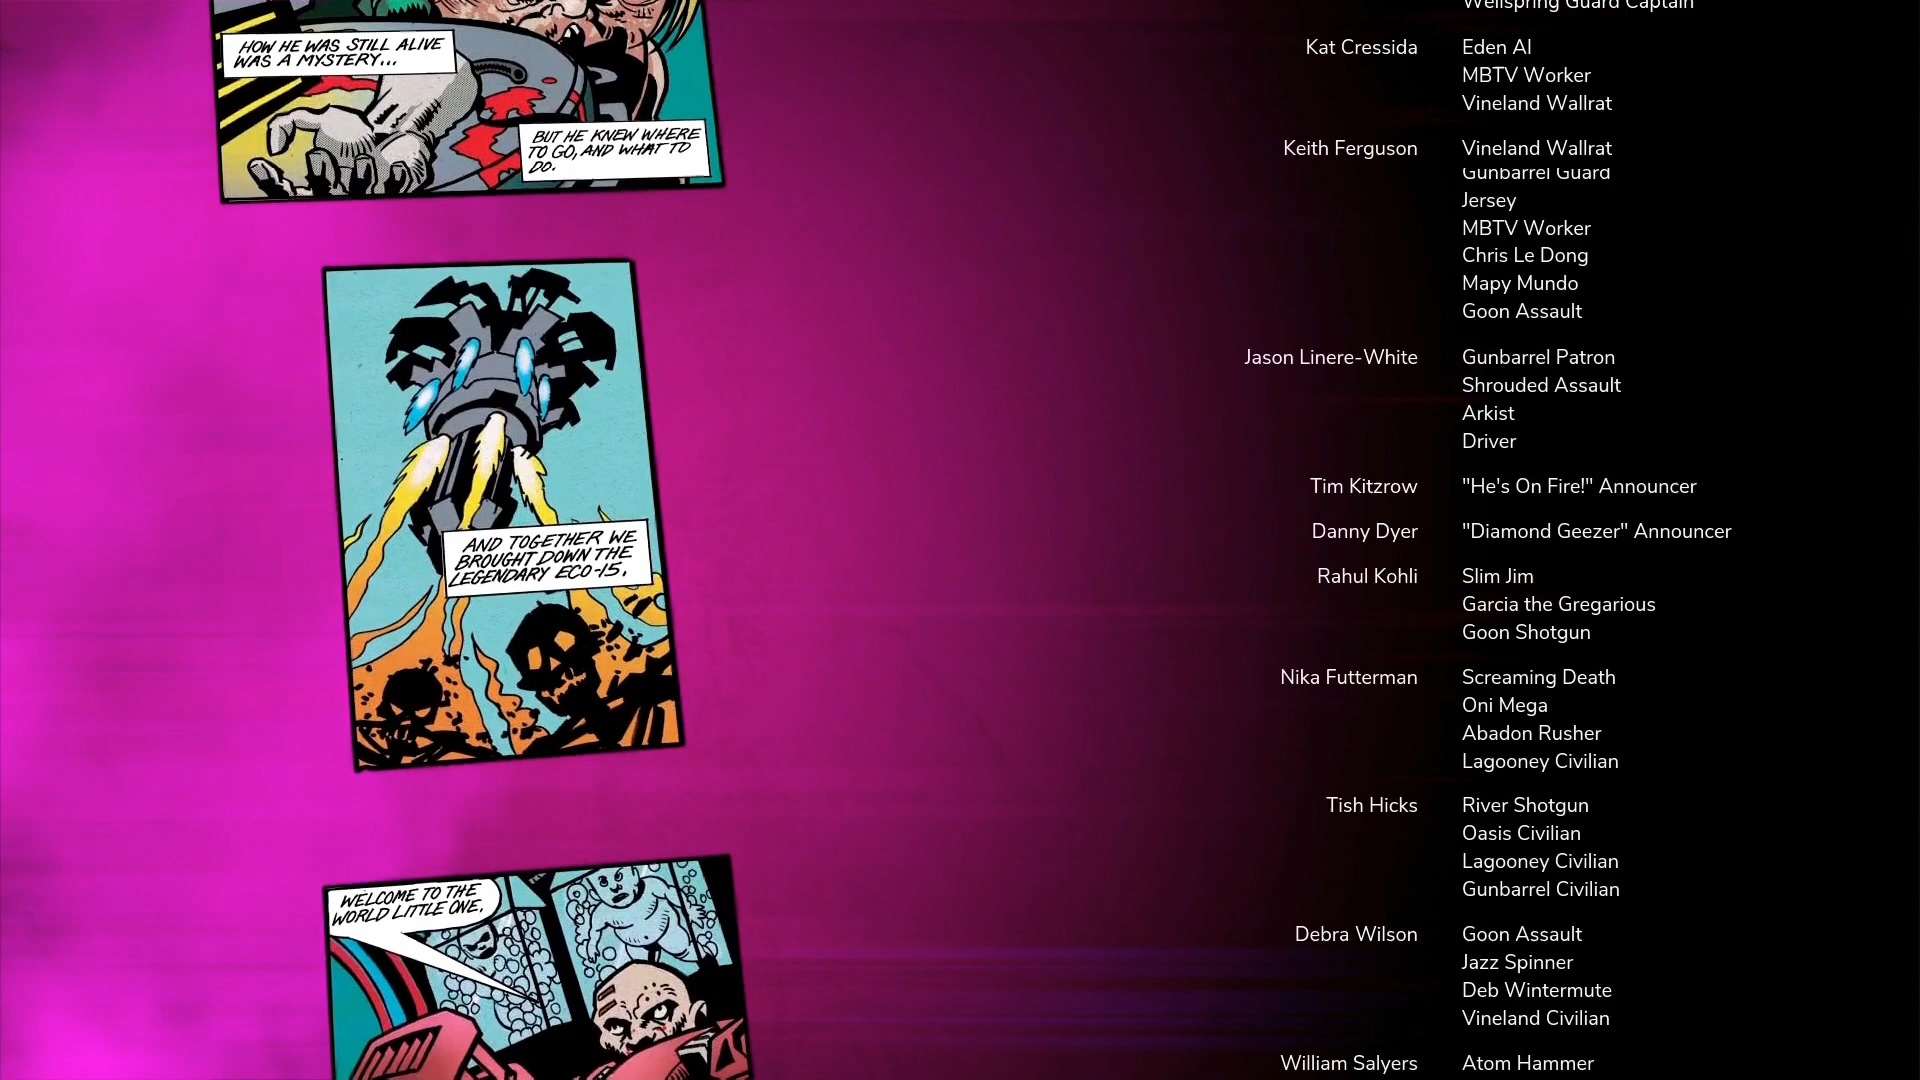 HOW HE WAS STILL ALIVE
WAS A MYSTERY...
BUT HE KNEW WHERE
TO GO, AND WHAT TO
DO.
AND TOGETHER WE
BROUGHT DOWN THE
LEGENDARY ECO-15.
WELCOME TO THE
WORLD LITTLE ONE.
Wellspring Guard Captain
Kat Cressida Eden AI
MBTV Worker
Vineland Wallrat
Keith Ferguson Vineland Wallrat
Gunbarrel Guard
Jersey
MBTV Worker
Chris Le Dong
Mapy Mundo
Goon Assault
Jason Linere-White Gunbarrel Patron
Shrouded Assault
Arkist
Driver
Tim Kitzrow "He's On Fire!" Announcer
Danny Dyer "Diamond Geezer" Announcer
Rahul Kohli Slim Jim
Garcia the Gregarious
Goon Shotgun
Nika Futterman Screaming Death
Oni Mega
Abadon Rusher
Lagooney Civilian
Tish Hicks River Shotgun
Oasis Civilian
Lagooney Civilian
Gunbarrel Civilian
Debra Wilson Goon Assault
Jazz Spinner
Deb Wintermute
Vineland Civilian
William Salyers Atom Hammer